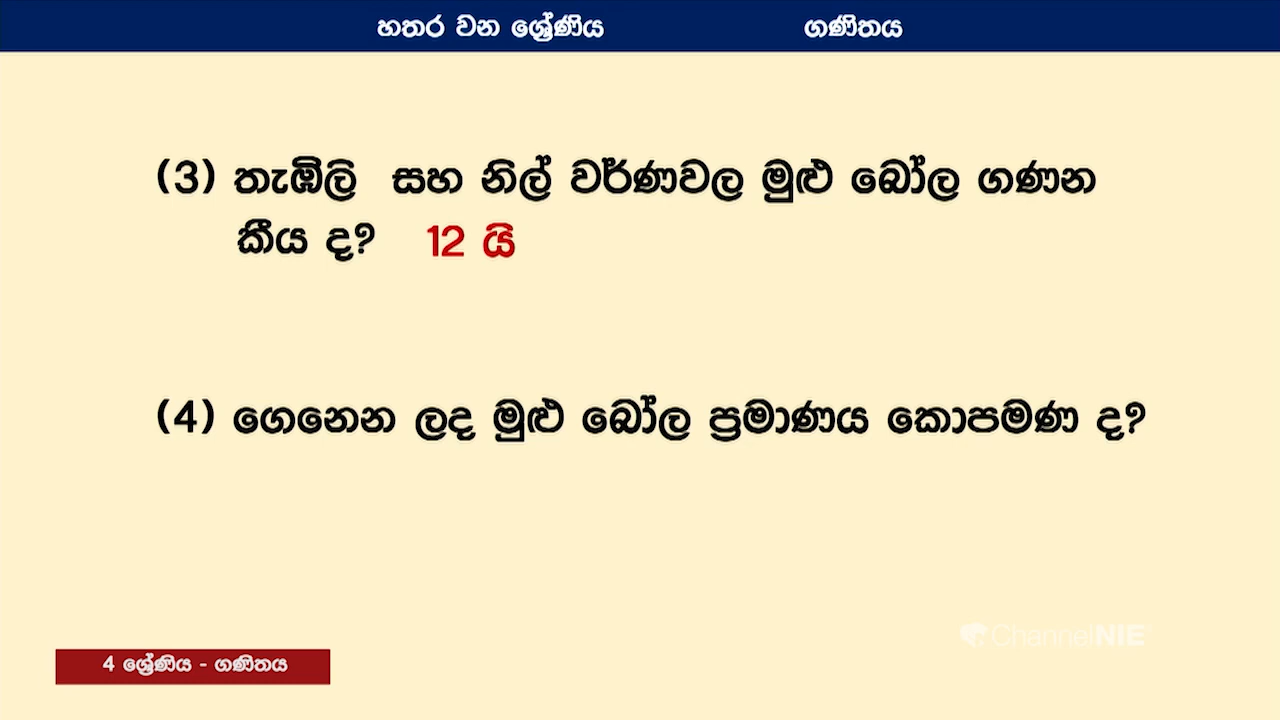 හතර වන ශ්‍රේණිය ගණිතය
(3) තැඹිලි සහ නිල් වර්ණවල මුළු බෝල ගණන
කීය ද? 12 යි
(4) ගෙනෙන ලද මුළු බෝල ප්‍රමාණය කොපමණ ද?
ChannelNIE
4 ශ්‍රේණිය - ගණිතය